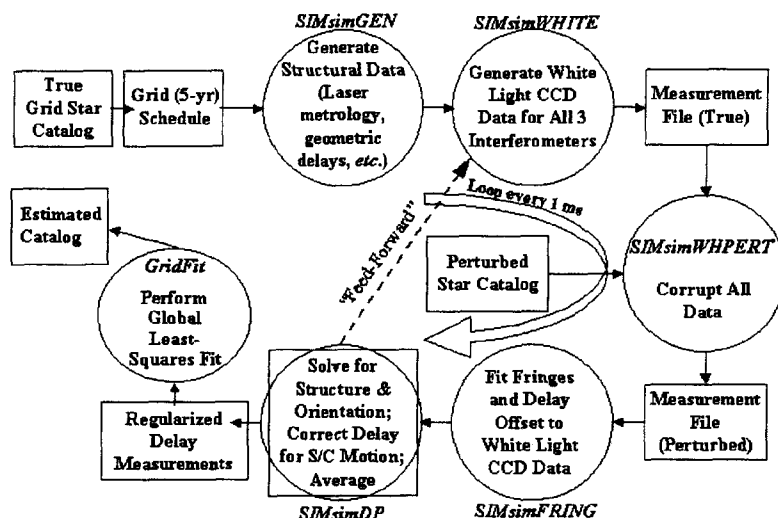 SIMsimGEN
SIMsimWHITE
True
Grid Star
Catalog
Grid (5-yr)
Schedule
Generate
Structural Data
(Laser
metrology,
geometric
delays, etc.)
Generate White
Light CCD
Data for All 3
Interferometers
Measurement
File (True)
Loop every 1 ms
"Feed-Forward"
Estimated
Catalog
GridFit
Perform
Global
Least-
Squares Fit
Perturbed
Star Catalog
SIMsimWHPERT
Corrupt All
Data
Regularized
Delay
Measurements
Solve for
Structure &
Orientation;
Correct Delay
for S/C Motion;
Average
Fit Fringes
and Delay
Offset to
White Light
CCD Data
Measurement
File
(Perturbed)
SIMsimDP
SIMsimFRING